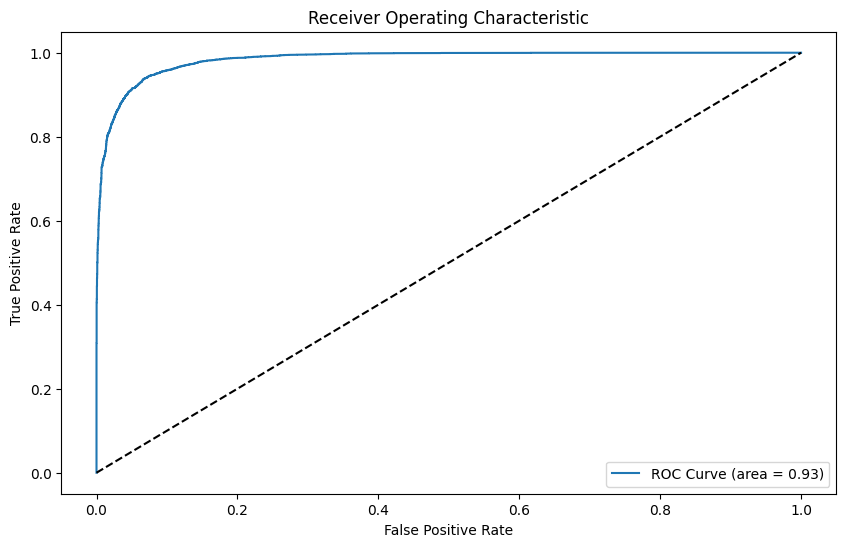 Receiver Operating Characteristic
True Positive Rate
1.0
0.8
0.6
0.4
0.2
0.0
ROC Curve (area = 0.93)
0.0 0.2 0.4 0.6 0.8 1.0
False Positive Rate